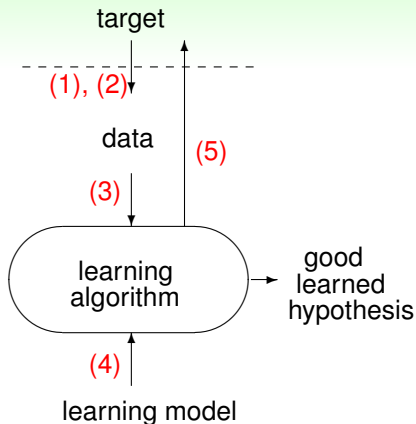 target
(1), (2)
data
(5)
(3)
learning
algorithm
good
learned
hypothesis
(4)
learning model